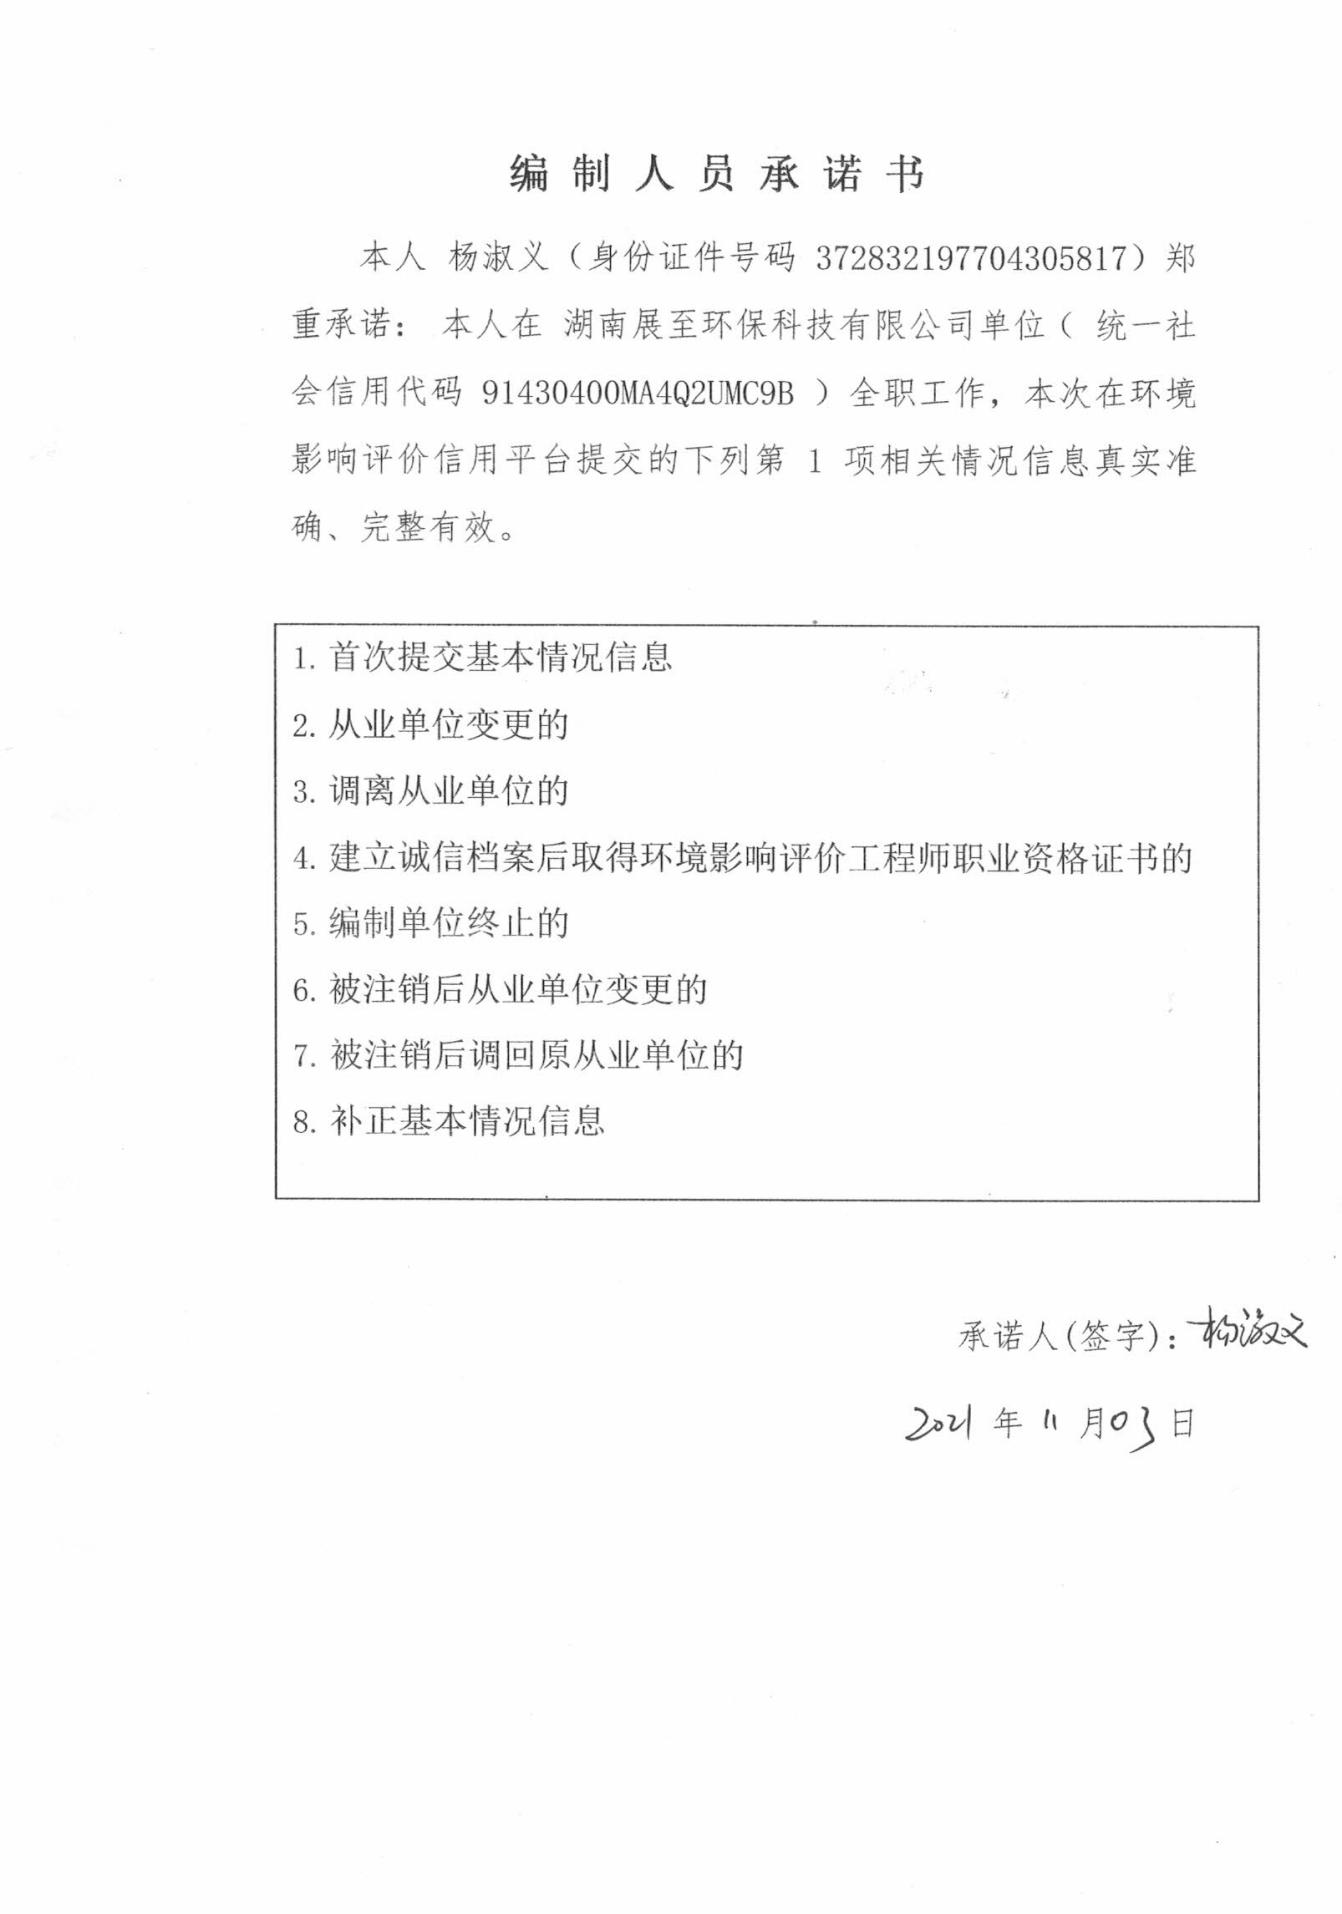 编制人员承诺书
本人 杨淑义（身份证件号码 372832197704305817）郑
重承诺： 本人在 湖南展至环保科技有限公司单位（ 统一社
会信用代码 91430400MA4Q2UMC9B ）全职工作，本次在环境
影响评价信用平台提交的下列第 1 项相关情况信息真实准
确、完整有效。
1. 首次提交基本情况信息
2. 从业单位变更的
3. 调离从业单位的
4. 建立诚信档案后取得环境影响评价工程师职业资格证书的
5. 编制单位终止的
6. 被注销后从业单位变更的
7. 被注销后调回原从业单位的
8. 补正基本情况信息
承诺人(签字)：杨淑义
2021 年 11 月 03 日